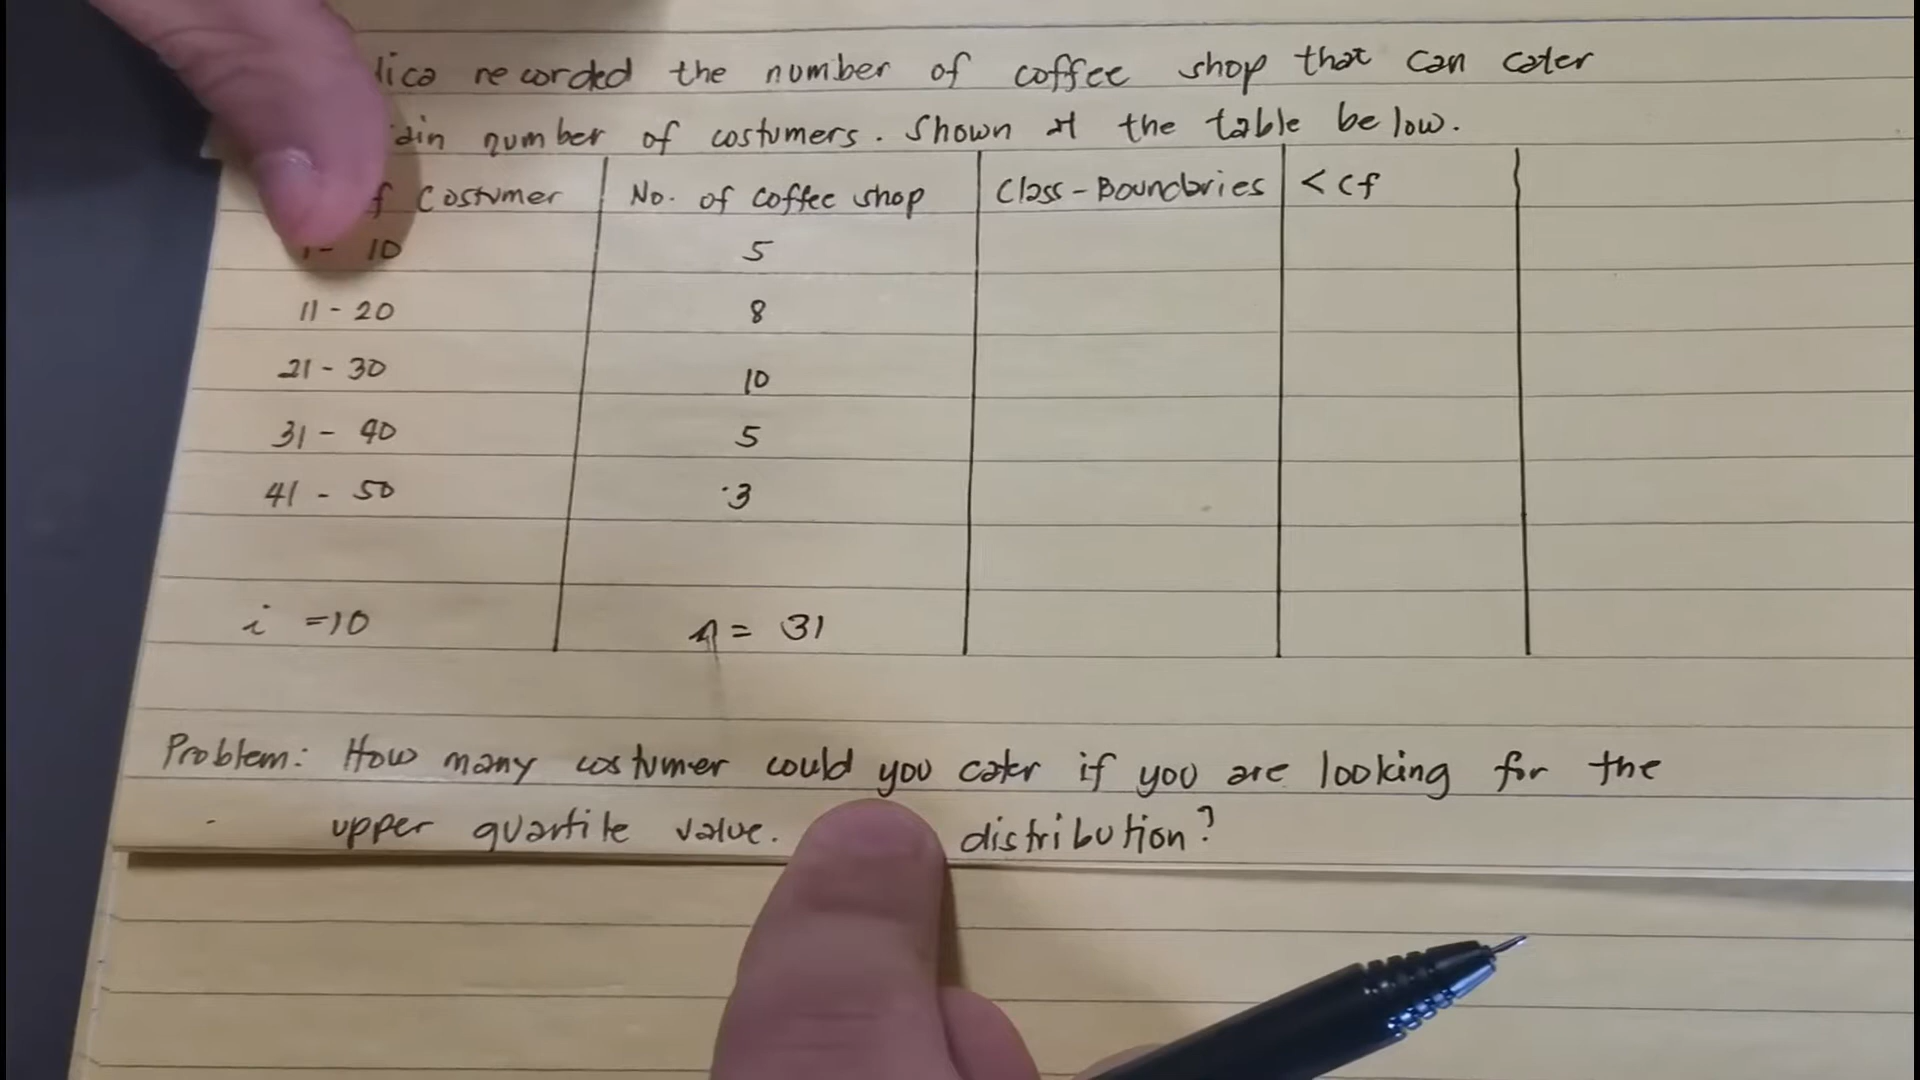 recorded the number of coffee shop that can cater
number of costumers. Shown at the table below.
Costumer No. of coffee shop Class-Boundaries <cf
10 5
11 - 20 8
21 - 30 10
31 - 40 5
41 - 50 3
i =10 n = 31
Problem: How many costumer could you cater if you are looking for the
upper quartile value. distribution?